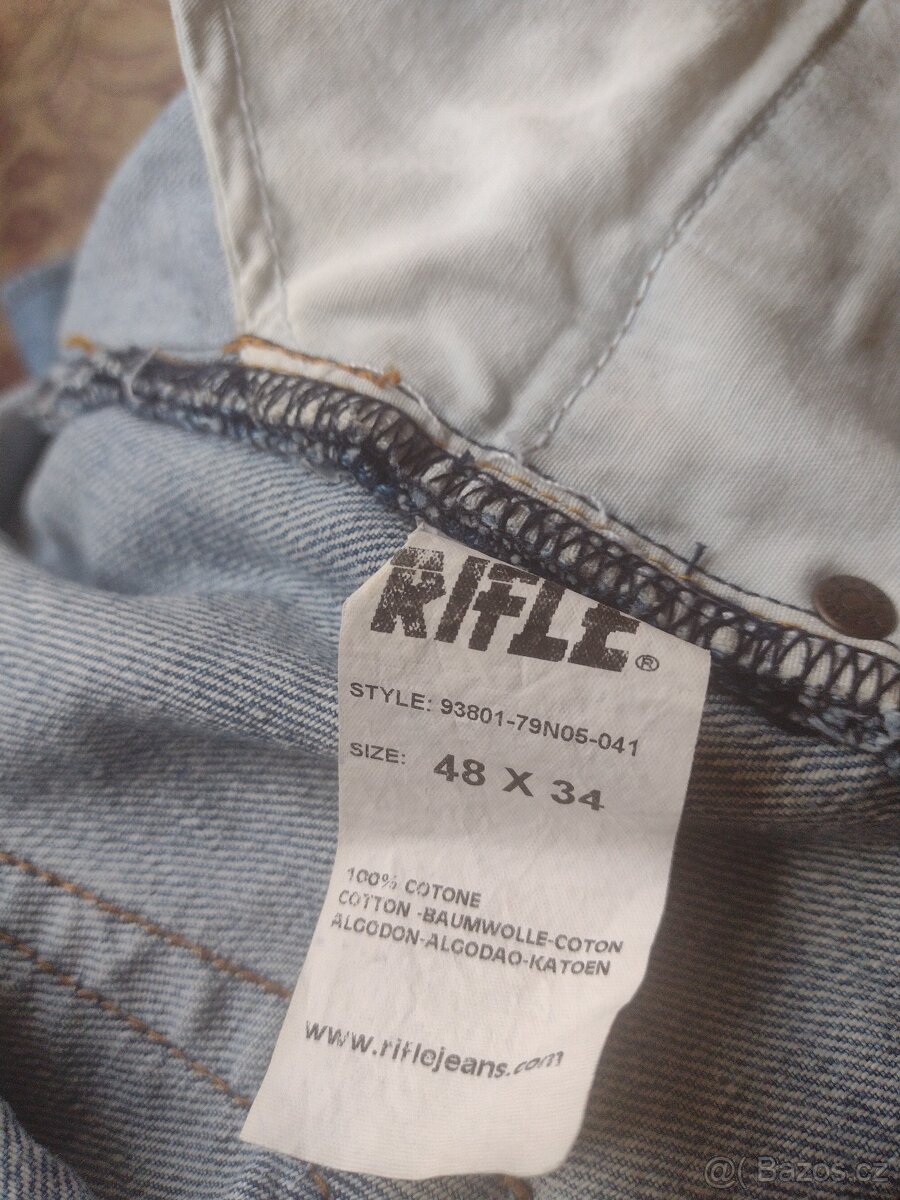 RIFLE®
STYLE: 93801-79N05-041
SIZE: 48 X 34
100% COTONE
COTTON -BAUMWOLLE-COTON
ALGODON-ALGODAO-KATOEN
www.riflejeans.com
@( Bazos.cz